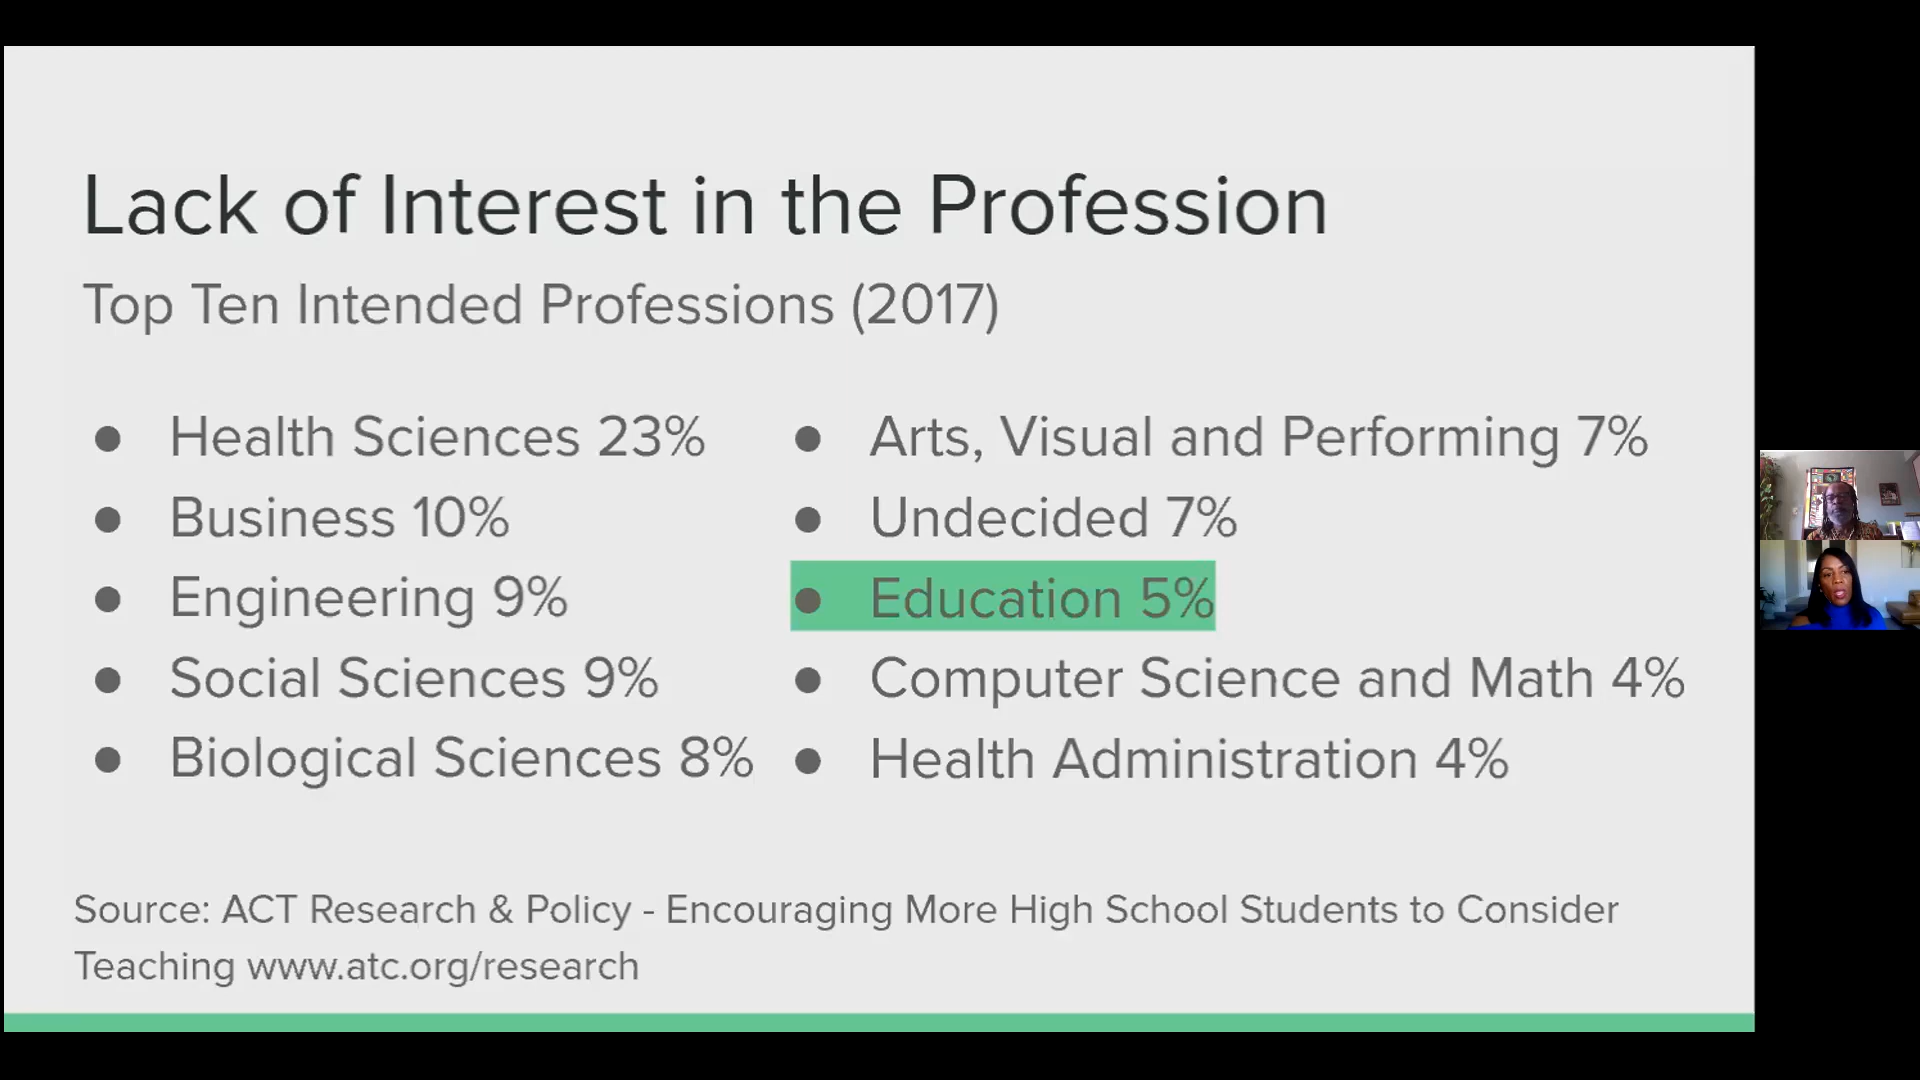 Lack of Interest in the Profession
Top Ten Intended Professions (2017)
● Health Sciences 23%
● Business 10%
● Engineering 9%
● Social Sciences 9%
● Biological Sciences 8%
● Arts, Visual and Performing 7%
● Undecided 7%
● Education 5%
● Computer Science and Math 4%
● Health Administration 4%
Source: ACT Research & Policy - Encouraging More High School Students to Consider
Teaching www.atc.org/research